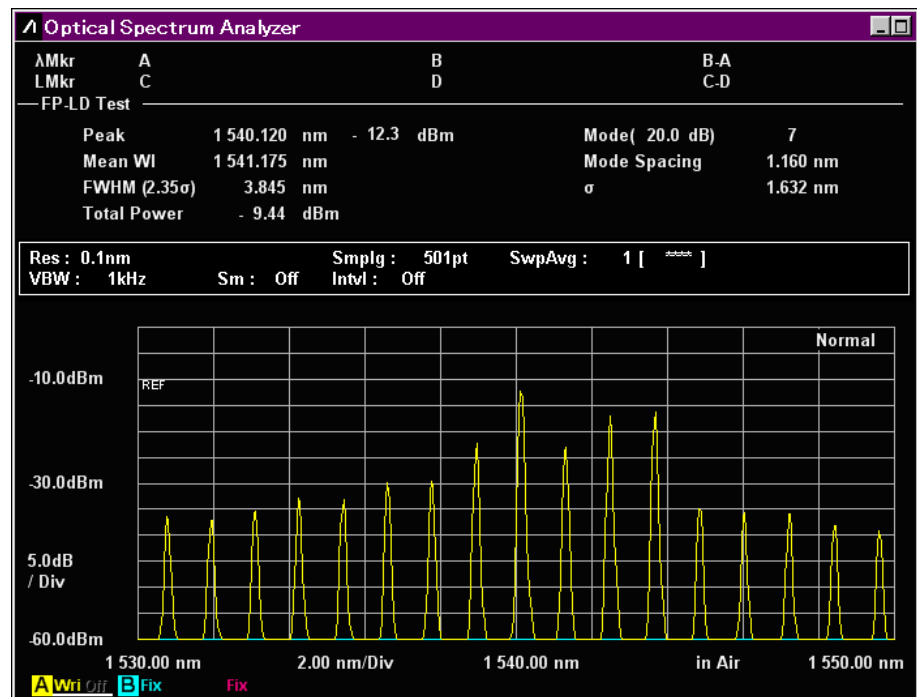 Optical Spectrum Analyzer
λMkr A B B-A
LMkr C D C-D
FP-LD Test
Peak 1 540.120 nm - 12.3 dBm Mode( 20.0 dB) 7
Mean Wl 1 541.175 nm Mode Spacing 1.160 nm
FWHM (2.35σ) 3.845 nm σ 1.632 nm
Total Power - 9.44 dBm
Res : 0.1nm Smplg : 501pt SwpAvg : 1 [ **** ]
VBW : 1kHz Sm : Off Intvl : Off
Normal
-10.0dBm
REF
-30.0dBm
5.0dB
/ Div
-60.0dBm
1 530.00 nm 2.00 nm/Div 1 540.00 nm in Air 1 550.00 nm
A Wri Off B Fix Fix